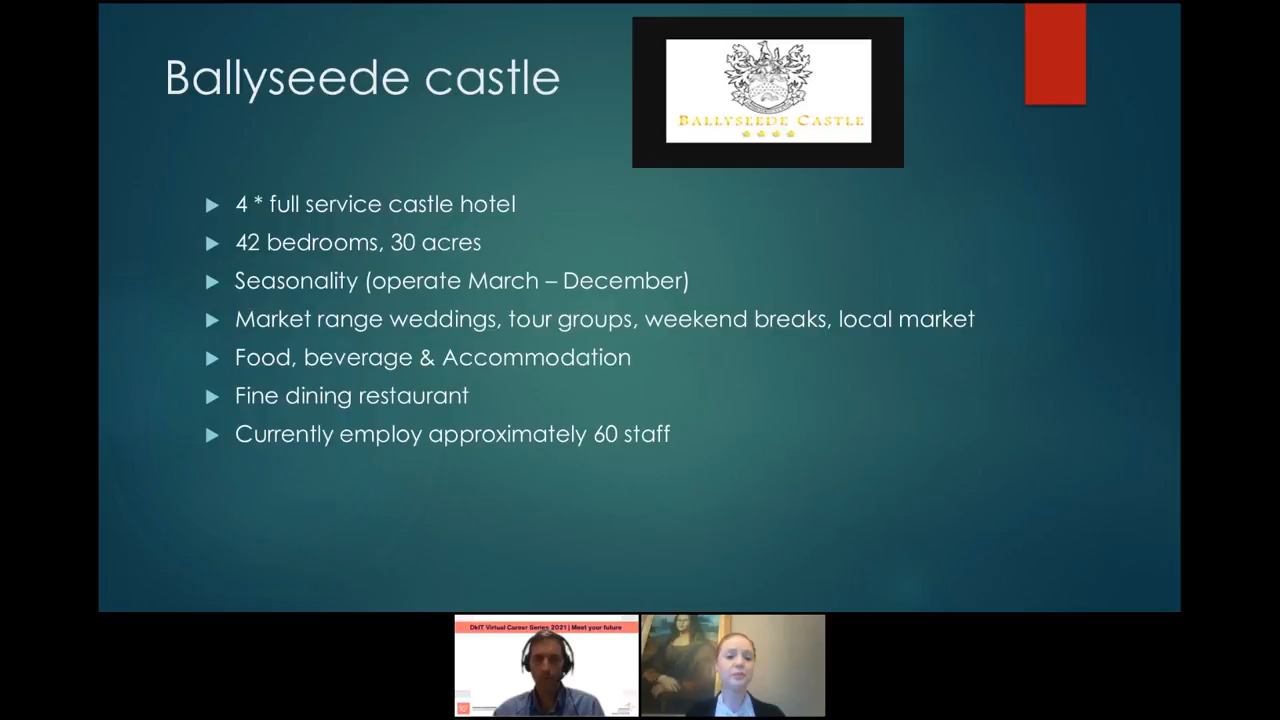 Ballyseede castle
BALLYSEEDE CASTLE
4 * full service castle hotel
42 bedrooms, 30 acres
Seasonality (operate March – December)
Market range weddings, tour groups, weekend breaks, local market
Food, beverage & Accommodation
Fine dining restaurant
Currently employ approximately 60 staff
DkIT Virtual Career Series 2021 | Meet your future